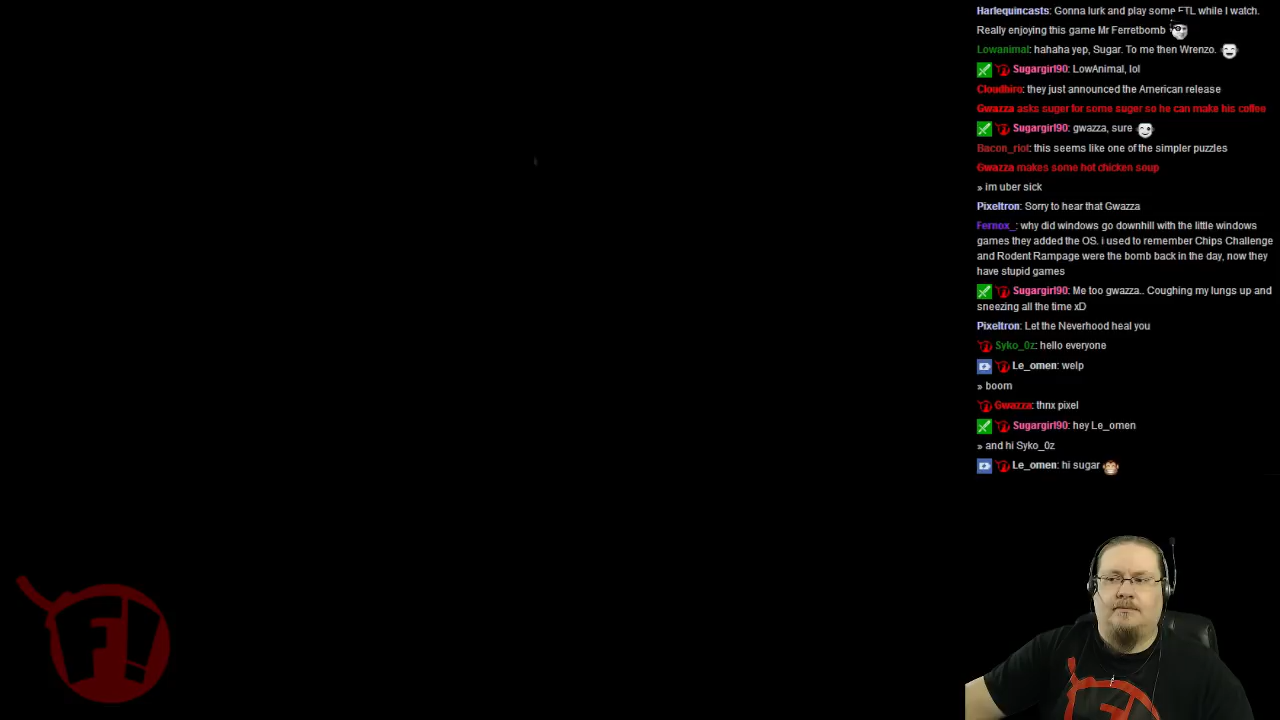 Harlequincasts: Gonna lurk and play some FTL while I watch.
Really enjoying this game Mr Ferretbomb
Lowanimal: hahaha yep, Sugar. To me then Wrenzo.
Sugargirl90: LowAnimal, lol
Cloudhiro: they just announced the American release
Gwazza asks suger for some suger so he can make his coffee
Sugargirl90: gwazza, sure
Bacon_riot: this seems like one of the simpler puzzles
Gwazza makes some hot chicken soup
» im uber sick
Pixeltron: Sorry to hear that Gwazza
Fernox_: why did windows go downhill with the little windows
games they added the OS. i used to remember Chips Challenge
and Rodent Rampage were the bomb back in the day, now they
have stupid games
Sugargirl90: Me too gwazza.. Coughing my lungs up and
sneezing all the time xD
Pixeltron: Let the Neverhood heal you
Syko_0z: hello everyone
Le_omen: welp
» boom
Gwazza: thnx pixel
Sugargirl90: hey Le_omen
» and hi Syko_0z
Le_omen: hi sugar